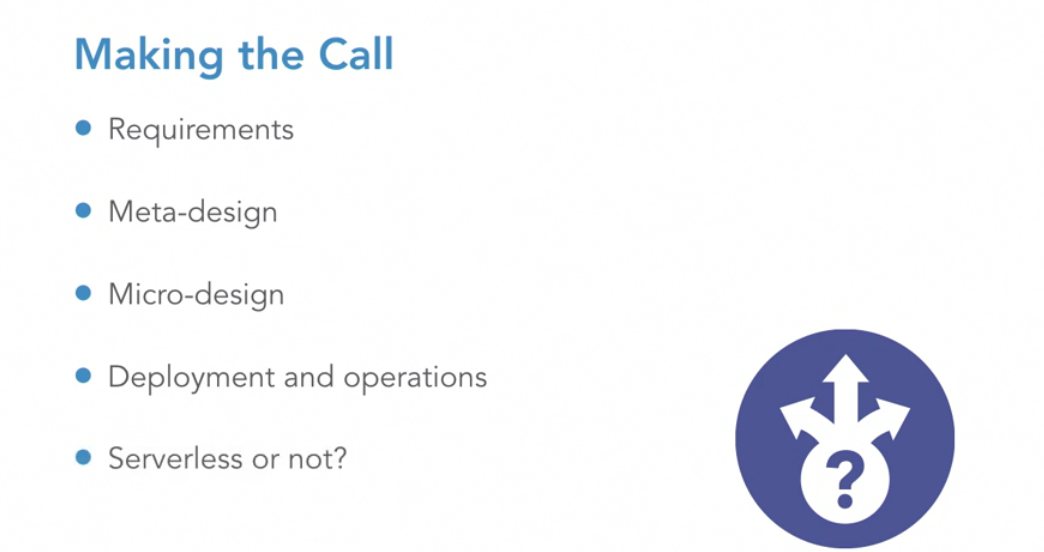 Making the Call
Requirements
Meta-design
Micro-design
Deployment and operations
Serverless or not?
?